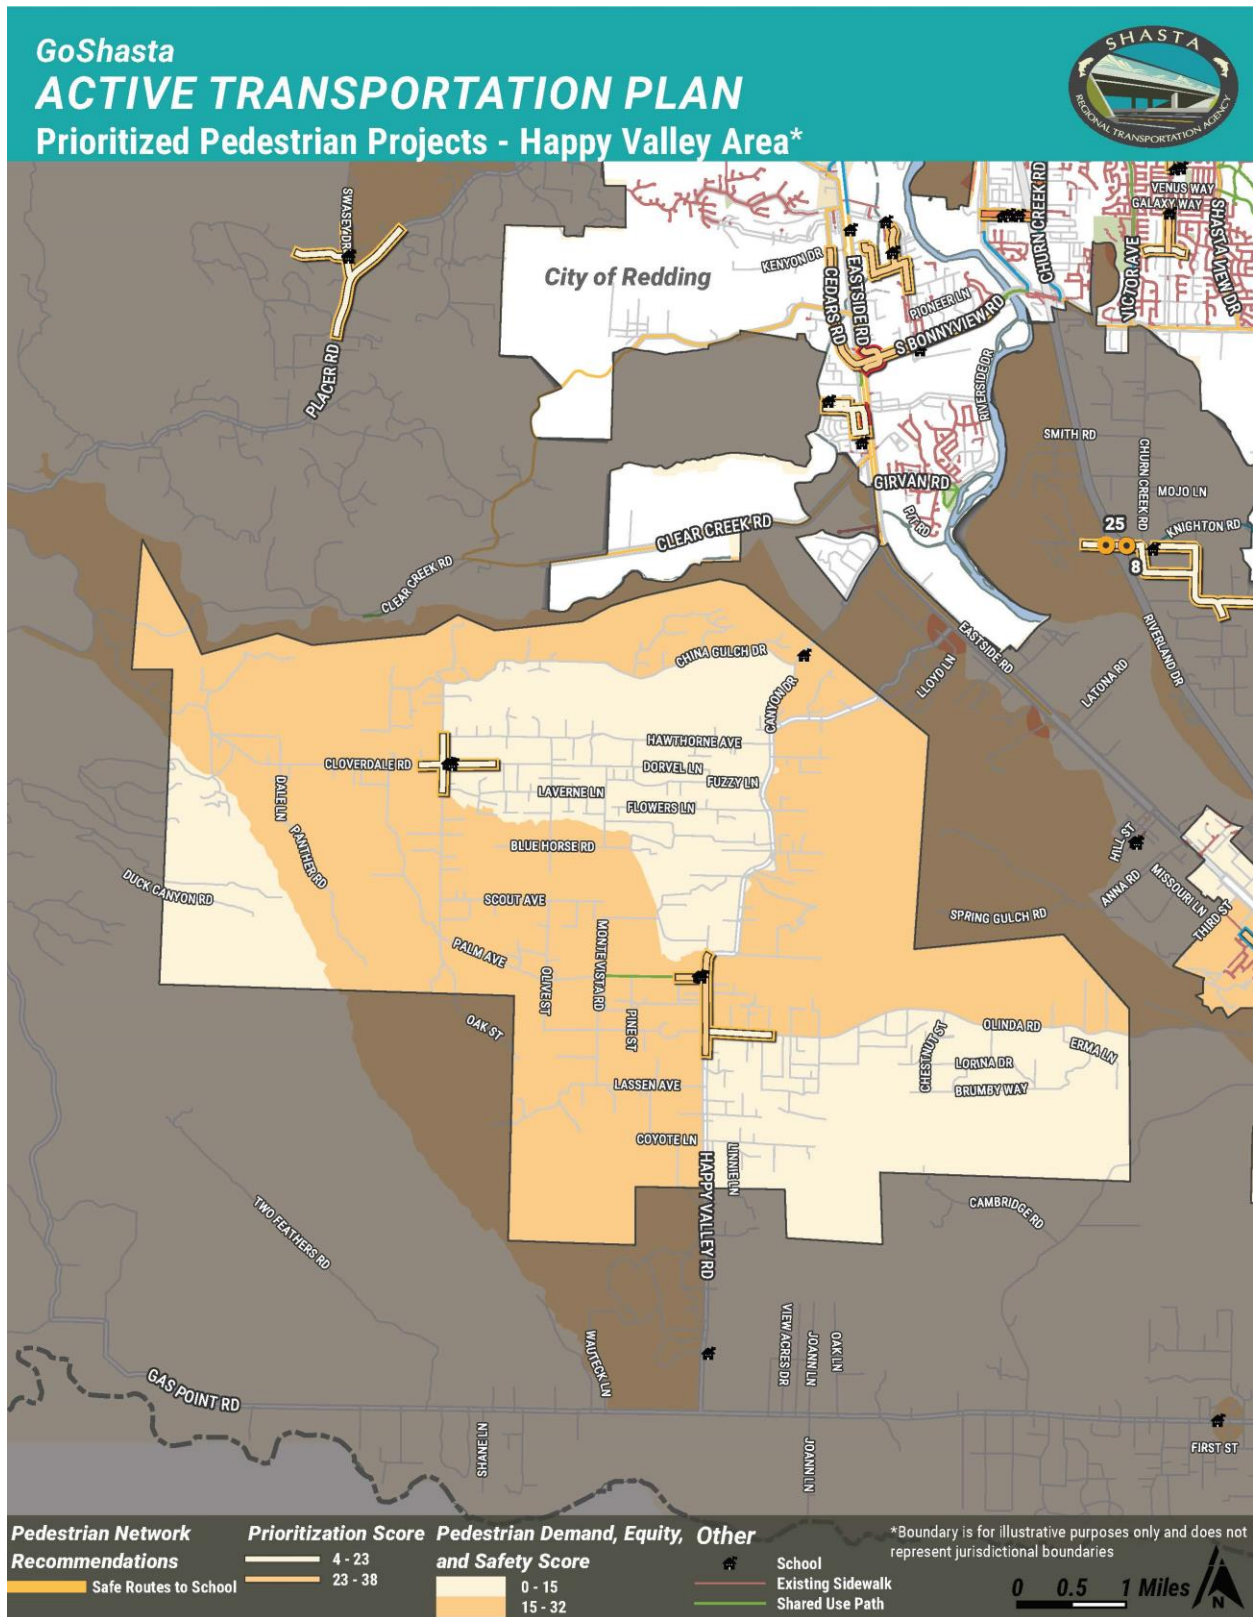 GoShasta
ACTIVE TRANSPORTATION PLAN
Prioritized Pedestrian Projects - Happy Valley Area*
SHASTA
REGIONAL TRANSPORTATION AGENCY
SWASEY DR
PLACER RD
City of Redding
KENYON DR
CEDARS RD
EASTSIDE RD
PIONEER LN
S BONNYVIEW RD
RIVERSIDE DR
CHURN CREEK RD
VENUS WAY
GALAXY WAY
VICTOR AVE
SHASTA VIEW DR
SMITH RD
CHURN CREEK RD
MOJO LN
KNIGHTON RD
25
8
GIRVAN RD
PIT RD
CLEAR CREEK RD
CLEAR CREEK RD
RIVERLAND DR
EASTSIDE RD
LATONA RD
LLOYD LN
CHINA GULCH DR
CANYON DR
HAWTHORNE AVE
CLOVERDALE RD
DORVEL LN
FUZZY LN
LAVERNE LN
FLOWERS LN
DALE LN
PANTHER RD
BLUE HORSE RD
DUCK CANYON RD
SCOUT AVE
HILL ST
ANNA RD
MISSOURI LN
THIRD ST
SPRING GULCH RD
PALM AVE
MONTE VISTA RD
OLIVE ST
OAK ST
PINE ST
CHESTNUT ST
OLINDA RD
ERMA LN
LORINA DR
BRUMBY WAY
LASSEN AVE
COYOTE LN
LINNIE LN
HAPPY VALLEY RD
CAMBRIDGE RD
TWO FEATHERS RD
WAUTECK LN
VIEW ACRES DR
JOANN LN
OAK LN
GAS POINT RD
SHANE LN
JOANN LN
FIRST ST
Pedestrian Network
Recommendations
Safe Routes to School
Prioritization Score
4 - 23
23 - 38
Pedestrian Demand, Equity,
and Safety Score
0 - 15
15 - 32
Other
School
Existing Sidewalk
Shared Use Path
*Boundary is for illustrative purposes only and does not
represent jurisdictional boundaries
0 0.5 1 Miles
N